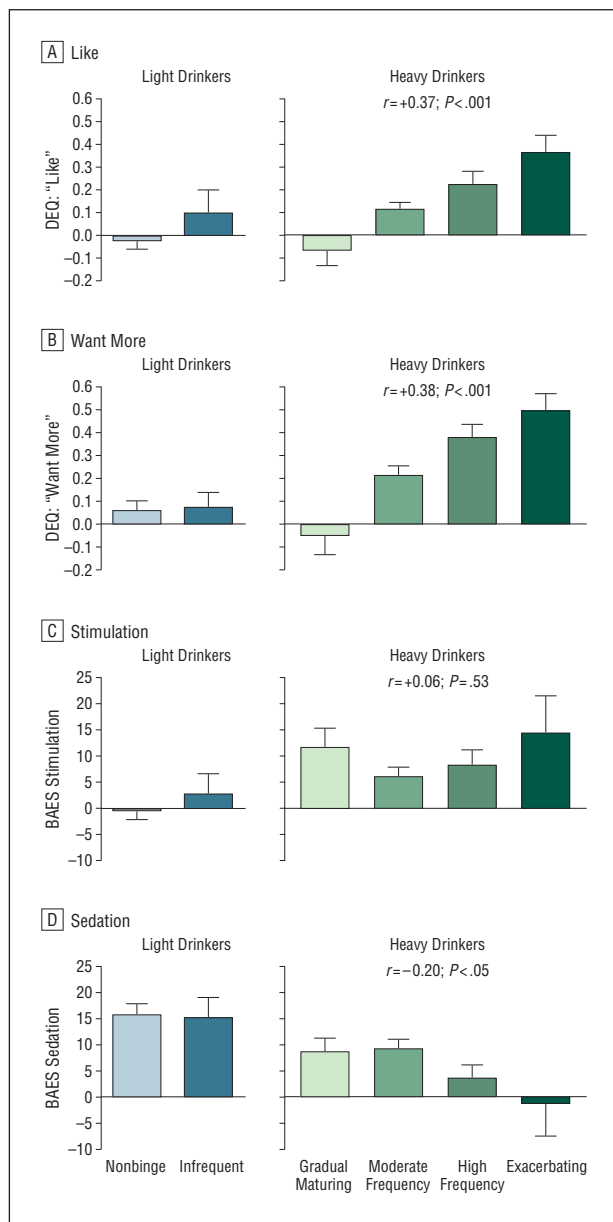 A Like
Light Drinkers
Heavy Drinkers
r=+0.37; P<.001
DEQ: “Like”
0.6
0.5
0.4
0.3
0.2
0.1
0.0
−0.1
−0.2
B Want More
Light Drinkers
Heavy Drinkers
r=+0.38; P<.001
DEQ: “Want More”
0.6
0.5
0.4
0.3
0.2
0.1
0.0
−0.1
−0.2
C Stimulation
Light Drinkers
Heavy Drinkers
r=+0.06; P=.53
BAES Stimulation
25
20
15
10
5
0
−5
−10
D Sedation
Light Drinkers
Heavy Drinkers
r=−0.20; P<.05
BAES Sedation
25
20
15
10
5
0
−5
−10
Nonbinge
Infrequent
Gradual
Maturing
Moderate
Frequency
High
Frequency
Exacerbating